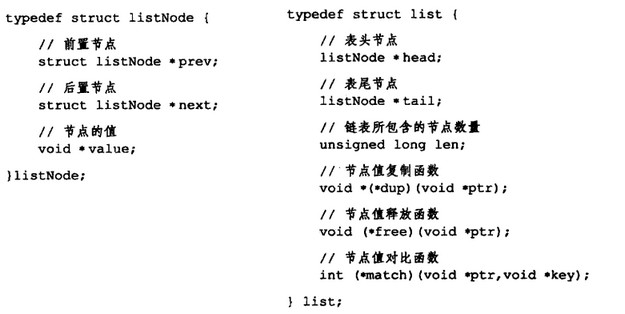 typedef struct listNode {
// 前置节点
struct listNode *prev;
// 后置节点
struct listNode *next;
// 节点的值
void *value;
}listNode;
typedef struct list {
// 表头节点
listNode *head;
// 表尾节点
listNode *tail;
// 链表所包含的节点数量
unsigned long len;
// 节点值复制函数
void *(*dup)(void *ptr);
// 节点值释放函数
void (*free)(void *ptr);
// 节点值对比函数
int (*match)(void *ptr,void *key);
} list;